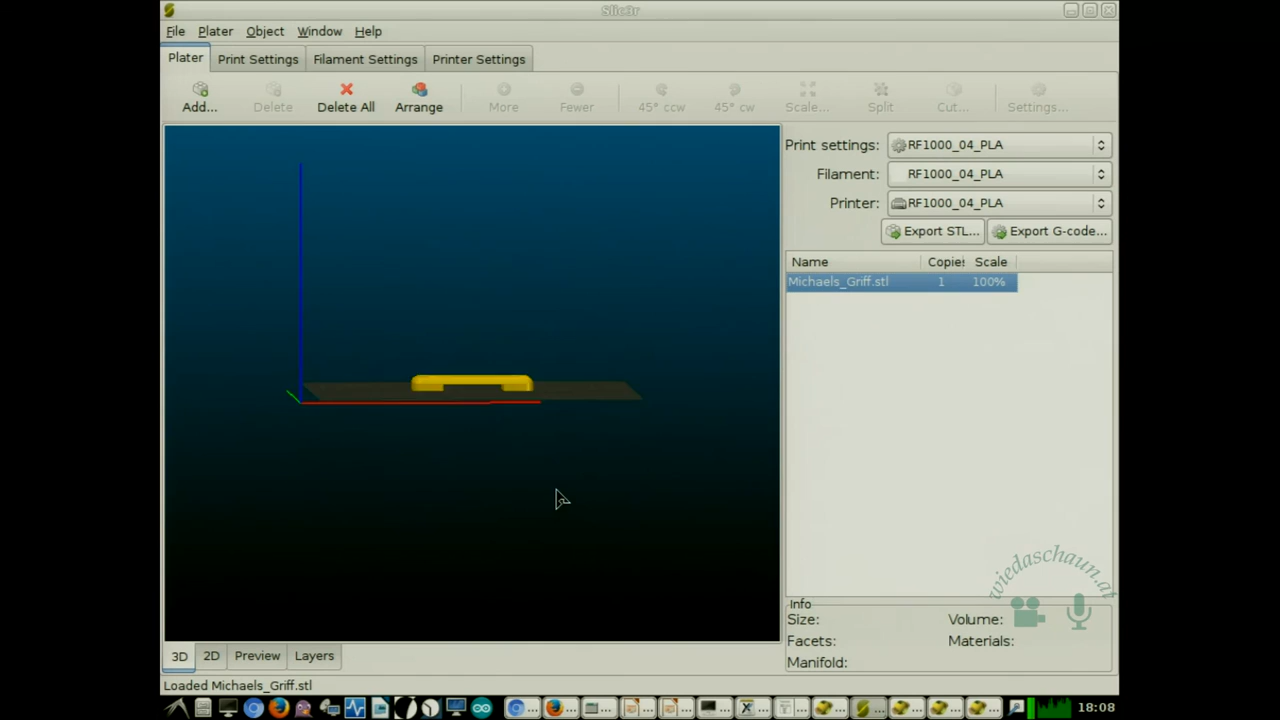 Slic3r
File Plater Object Window Help
Plater Print Settings Filament Settings Printer Settings
Add... Delete Delete All Arrange More Fewer 45° ccw 45° cw Scale... Split Cut... Settings...
Print settings: RF1000_04_PLA
Filament: RF1000_04_PLA
Printer: RF1000_04_PLA
Export STL... Export G-code...
Name Copie: Scale
Michaels_Griff.stl 1 100%
wiedaschaun.at
Info
Size: Volume:
Facets: Materials:
Manifold:
3D 2D Preview Layers
Loaded Michaels_Griff.stl
18:08